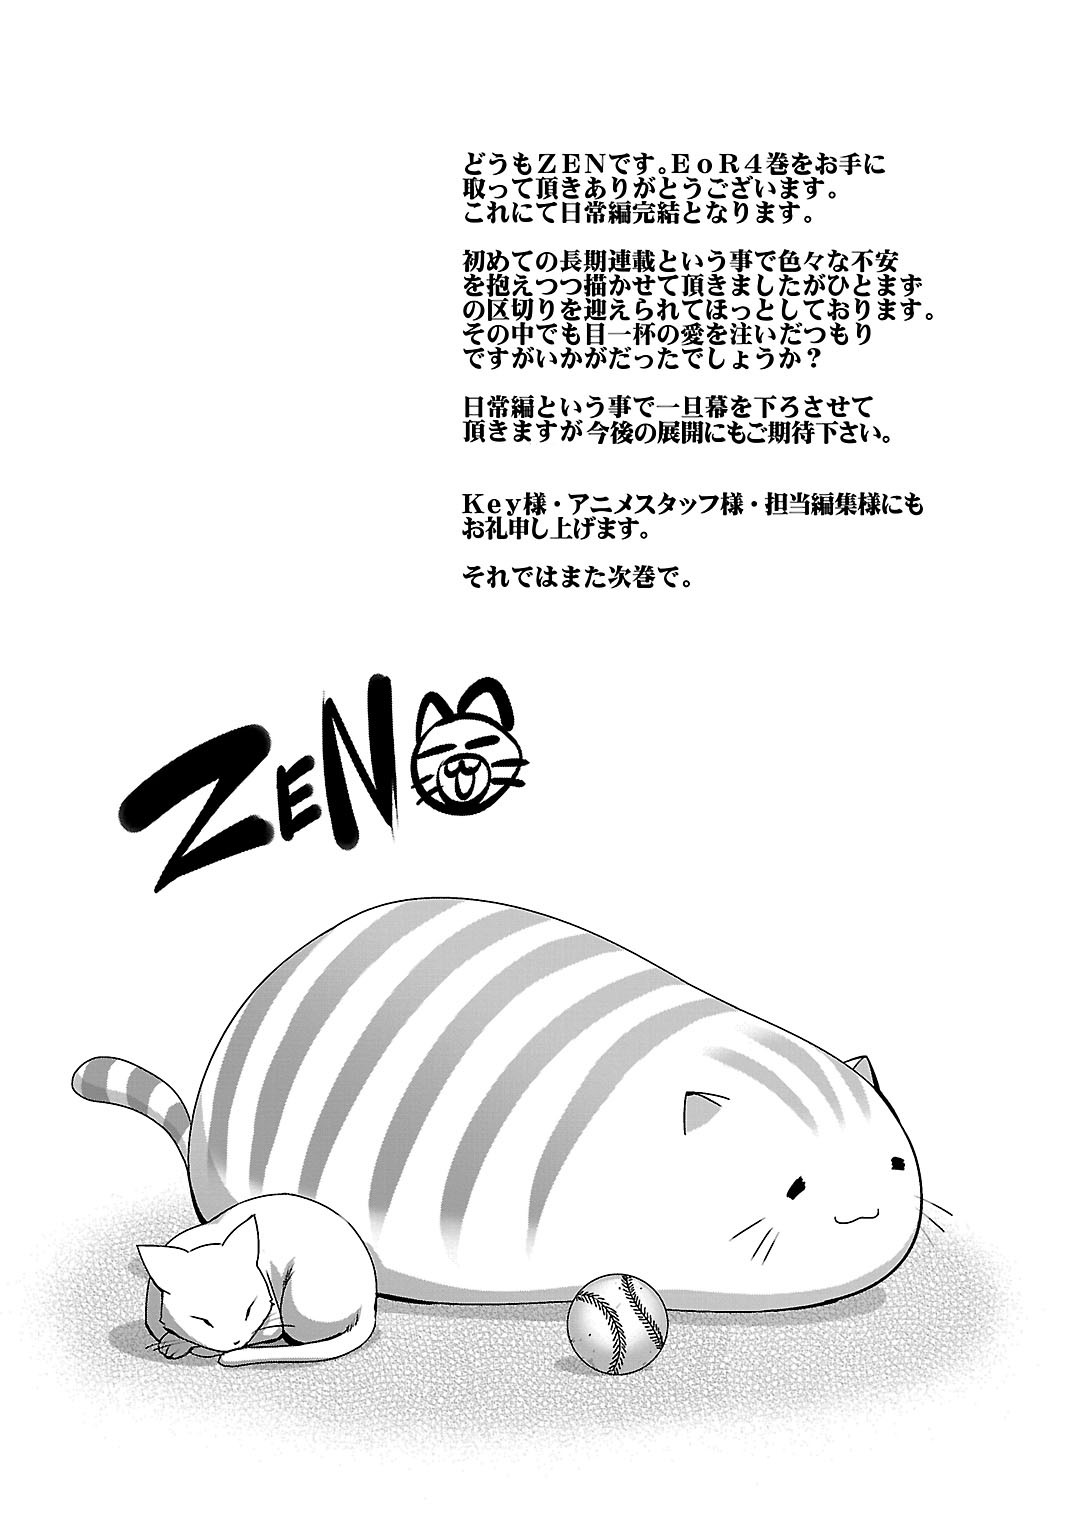 どうもＺＥＮです。ＥｏＲ４巻をお手に
取って頂きありがとうございます。
これにて日常編完結となります。
初めての長期連載という事で色々な不安
を抱えつつ描かせて頂きましたがひとまず
の区切りを迎えられてほっとしております。
その中でも目一杯の愛を注いだつもり
ですがいかがだったでしょうか？
日常編という事で一旦幕を下ろさせて
頂きますが今後の展開にもご期待下さい。
Ｋｅｙ様・アニメスタッフ様・担当編集様にも
お礼申し上げます。
それではまた次巻で。
ZEN